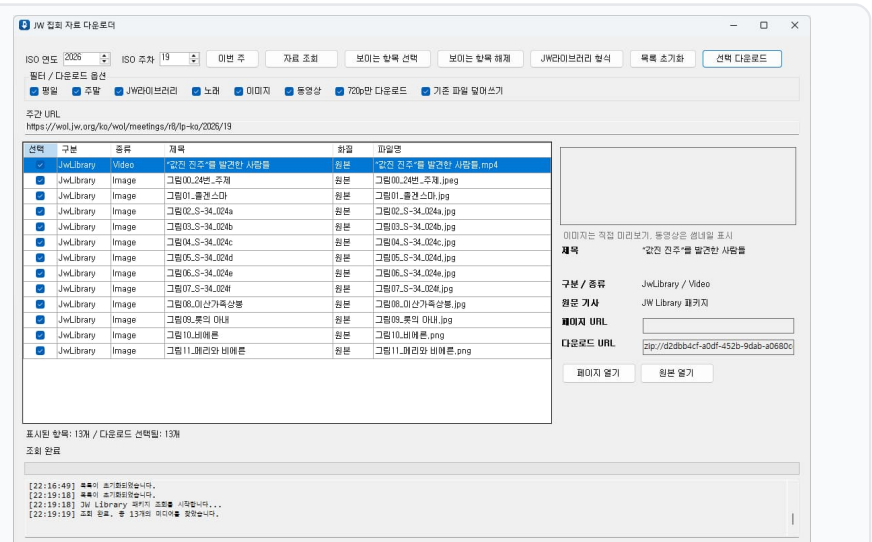 JW 집회 자료 다운로더
ISO 연도 2026 ISO 주차 19 이번 주 자료 조회 보이는 항목 선택 보이는 항목 해제 JW라이브러리 형식 목록 초기화 선택 다운로드
필터 / 다운로드 옵션
평일 주말 JW라이브러리 노래 이미지 동영상 720p만 다운로드 기존 파일 덮어쓰기
주간 URL
https://wol.jw.org/ko/wol/meetings/r8/lp-ko/2026/19
선택 구분 종류 제목 화질 파일명
JwLibrary Video "값진 진주"를 발견한 사람들 원본 "값진 진주"를 발견한 사람들.mp4
JwLibrary Image 그림00_24번_주제 원본 그림00_24번_주제.jpeg
JwLibrary Image 그림01_졸겐스마 원본 그림01_졸겐스마.jpg
JwLibrary Image 그림02_S-34_024a 원본 그림02_S-34_024a.jpg
JwLibrary Image 그림03_S-34_024b 원본 그림03_S-34_024b.jpg
JwLibrary Image 그림04_S-34_024c 원본 그림04_S-34_024c.jpg
JwLibrary Image 그림05_S-34_024d 원본 그림05_S-34_024d.jpg
JwLibrary Image 그림06_S-34_024e 원본 그림06_S-34_024e.jpg
JwLibrary Image 그림07_S-34_024f 원본 그림07_S-34_024f.jpg
JwLibrary Image 그림08_이산가족상봉 원본 그림08_이산가족상봉.jpg
JwLibrary Image 그림09_롯의 아내 원본 그림09_롯의 아내.jpg
JwLibrary Image 그림10_비에른 원본 그림10_비에른.png
JwLibrary Image 그림11_메리와 비에른 원본 그림11_메리와 비에른.png
이미지는 직접 미리보기, 동영상은 썸네일 표시
제목 "값진 진주"를 발견한 사람들
구분 / 종류 JwLibrary / Video
원문 기사 JW Library 패키지
페이지 URL
다운로드 URL zip://d2dbb4cf-a0df-452b-9dab-a0680c
페이지 열기 원본 열기
표시된 항목: 13개 / 다운로드 선택됨: 13개
조회 완료
[22:16:49] 목록이 초기화되었습니다.
[22:19:18] 목록이 초기화되었습니다.
[22:19:18] JW Library 패키지 조회를 시작합니다...
[22:19:19] 조회 완료. 총 13개의 미디어를 찾았습니다.